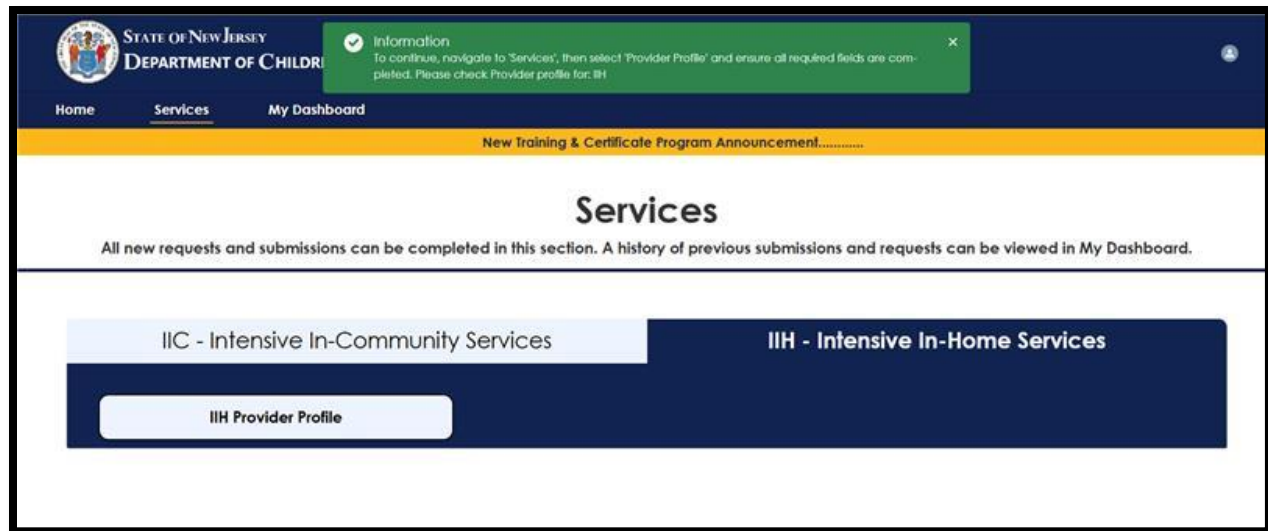 STATE OF NEW JERSEY
DEPARTMENT OF CHILDR
Information
To continue, navigate to 'Services', then select 'Provider Profile' and ensure all required fields are com-
pleted. Please check Provider profile for: IIH
Home Services My Dashboard
New Training & Certificate Program Announcement............
Services
All new requests and submissions can be completed in this section. A history of previous submissions and requests can be viewed in My Dashboard.
IIC - Intensive In-Community Services
IIH - Intensive In-Home Services
IIH Provider Profile